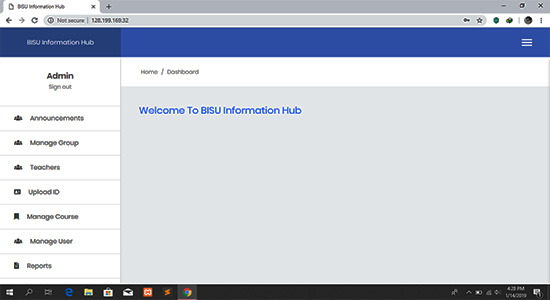 BISU Information Hub
Not secure | 128.199.169.32
BISU Information Hub
Admin
Sign out
Home / Dashboard
Welcome To BISU Information Hub
Announcements
Manage Group
Teachers
Upload ID
Manage Course
Manage User
Reports
4:28 PM
1/14/2019